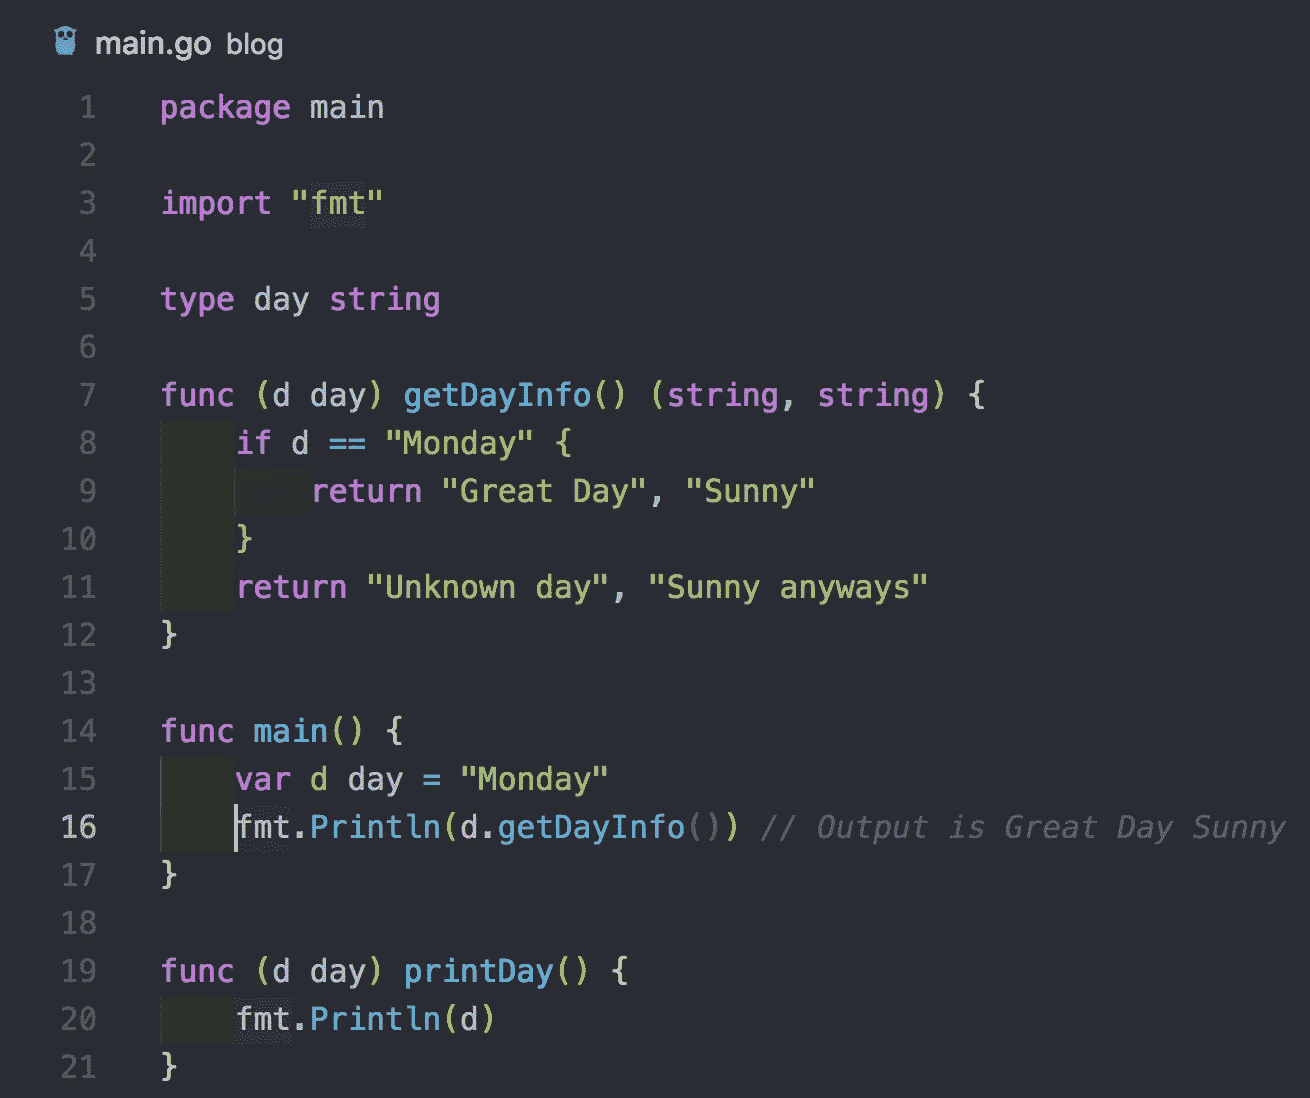 main.go blog
1 package main
2
3 import "fmt"
4
5 type day string
6
7 func (d day) getDayInfo() (string, string) {
8     if d == "Monday" {
9         return "Great Day", "Sunny"
10     }
11     return "Unknown day", "Sunny anyways"
12 }
13
14 func main() {
15     var d day = "Monday"
16     fmt.Println(d.getDayInfo()) // Output is Great Day Sunny
17 }
18
19 func (d day) printDay() {
20     fmt.Println(d)
21 }